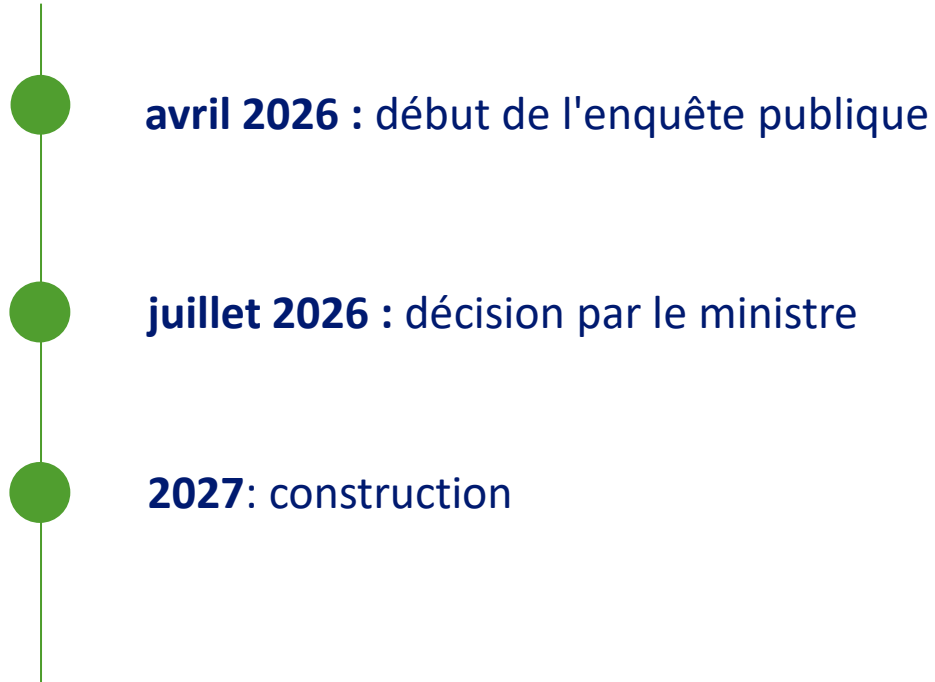 avril 2026 : début de l'enquête publique
juillet 2026 : décision par le ministre
2027: construction